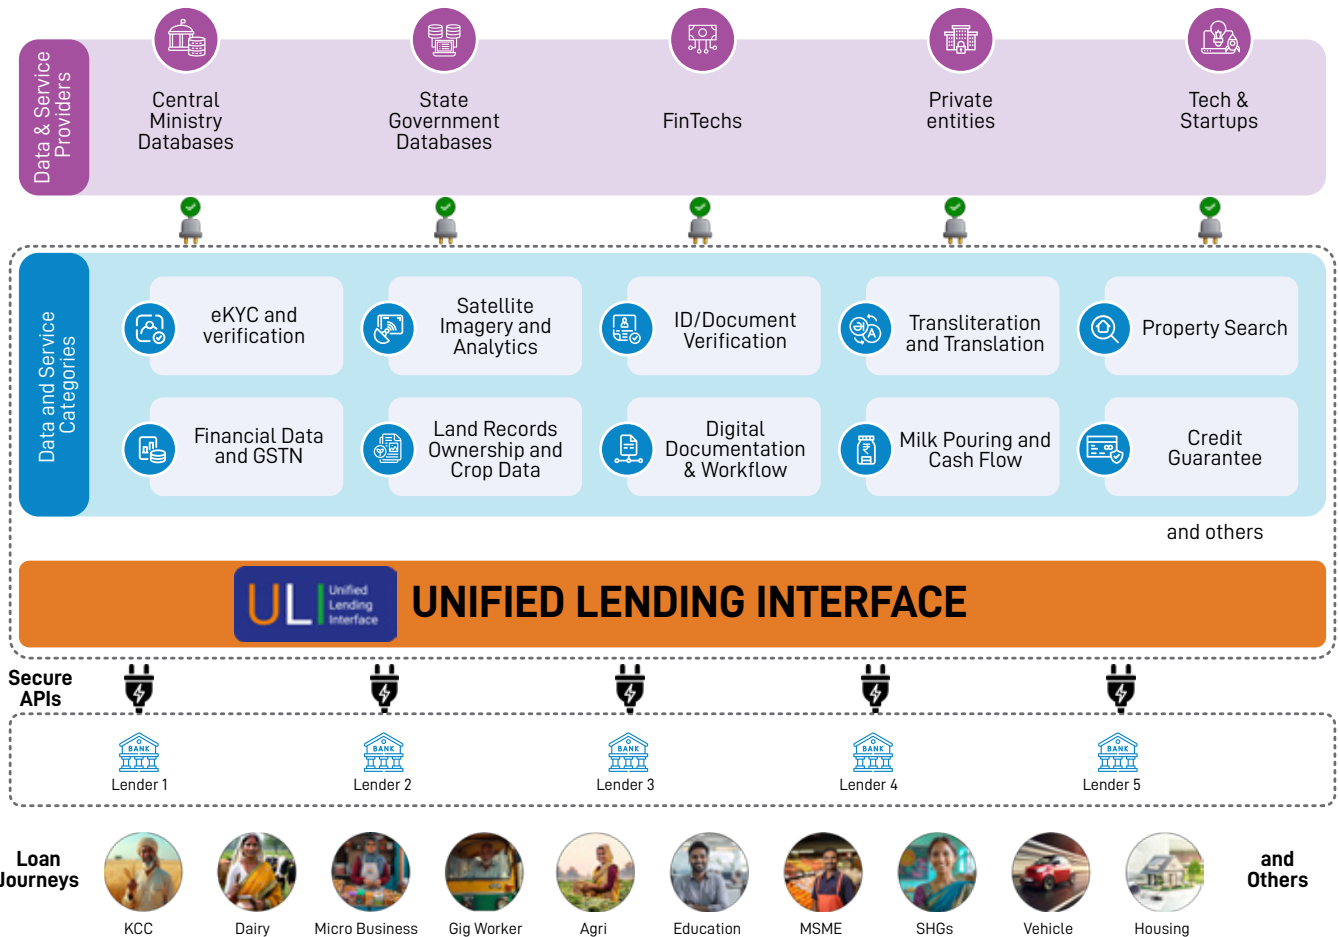 Data & Service
Providers
Central
Ministry
Databases
State
Government
Databases
FinTechs
Private
entities
Tech &
Startups
Data and Service
Categories
eKYC and
verification
Satellite
Imagery and
Analytics
ID/Document
Verification
Transliteration
and Translation
Property Search
Financial Data
and GSTN
Land Records
Ownership and
Crop Data
Digital
Documentation
& Workflow
Milk Pouring and
Cash Flow
Credit
Guarantee
and others
ULI
Unified
Lending
Interface
UNIFIED LENDING INTERFACE
Secure
APIs
BANK
Lender 1
BANK
Lender 2
BANK
Lender 3
BANK
Lender 4
BANK
Lender 5
Loan
Journeys
KCC
Dairy
Micro Business
Gig Worker
Agri
Education
MSME
SHGs
Vehicle
Housing
and
Others